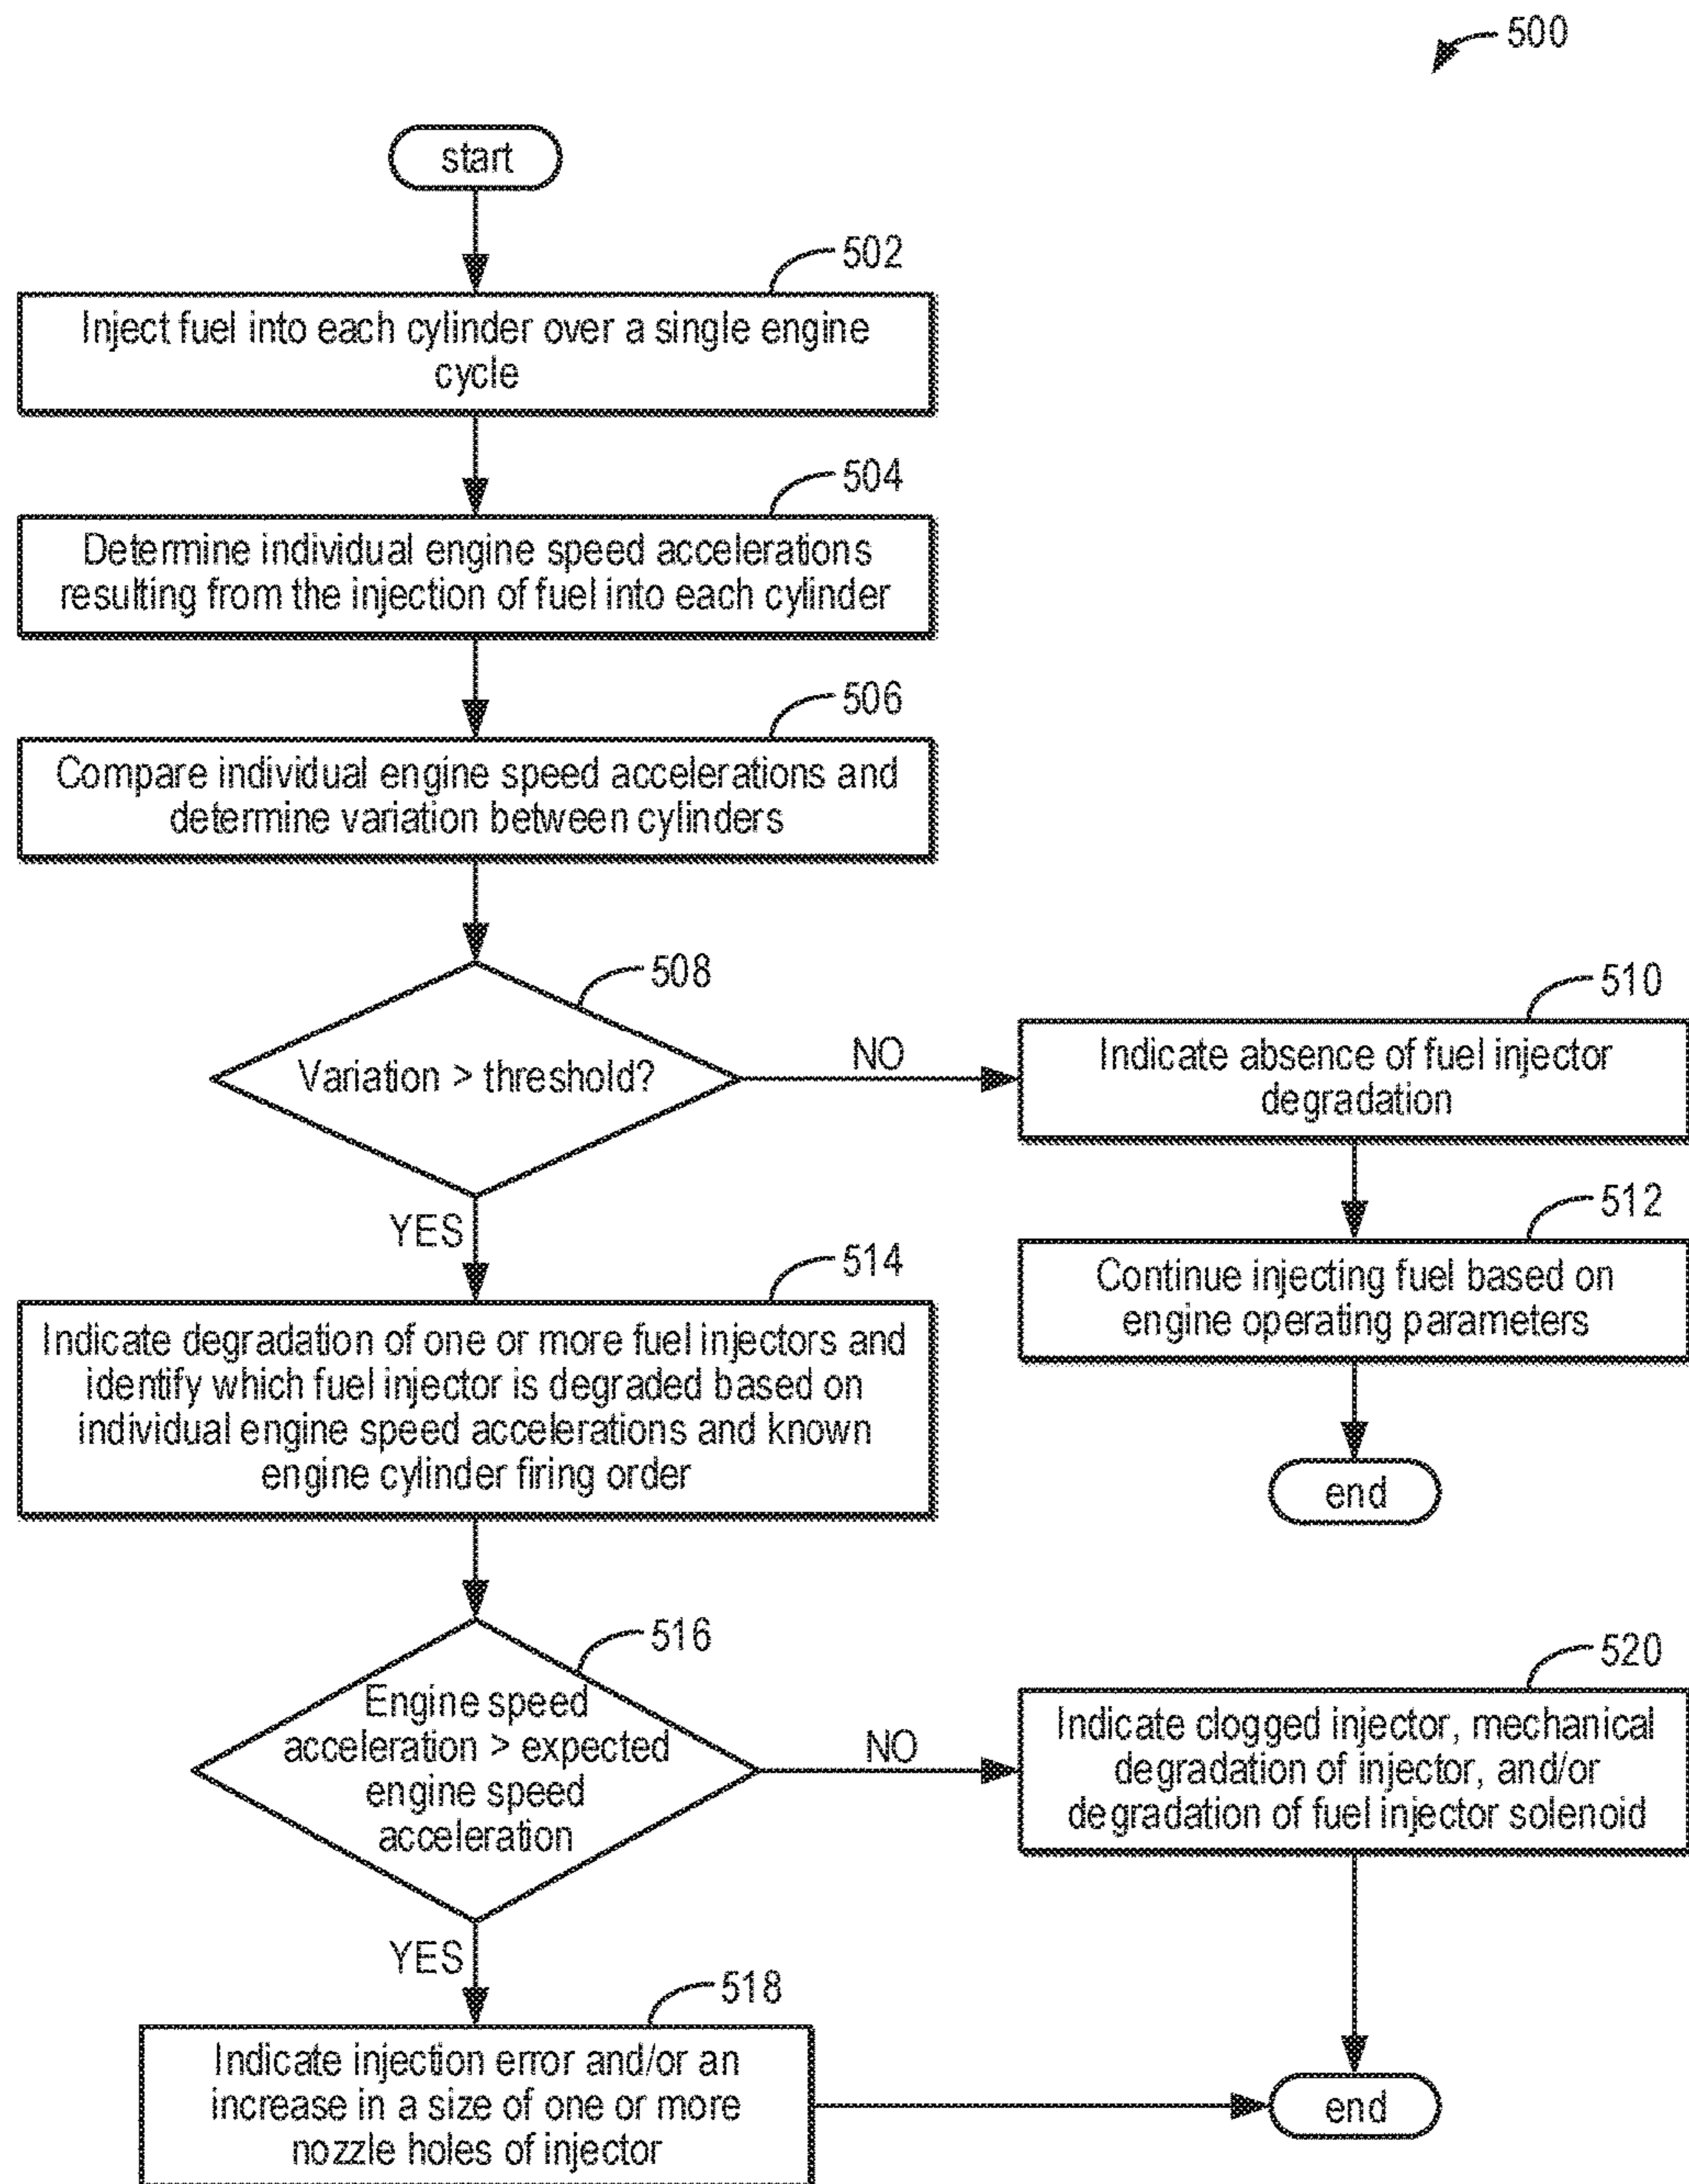 500
start
502
Inject fuel into each cylinder over a single engine
cycle
504
Determine individual engine speed accelerations
resulting from the injection of fuel into each cylinder
506
Compare individual engine speed accelerations and
determine variation between cylinders
508
Variation > threshold?
NO
510
Indicate absence of fuel injector
degradation
YES
512
Continue injecting fuel based on
engine operating parameters
end
514
Indicate degradation of one or more fuel injectors and
identify which fuel injector is degraded based on
individual engine speed accelerations and known
engine cylinder firing order
516
Engine speed
acceleration > expected
engine speed
acceleration
NO
520
Indicate clogged injector, mechanical
degradation of injector, and/or
degradation of fuel injector solenoid
YES
518
Indicate injection error and/or an
increase in a size of one or more
nozzle holes of injector
end